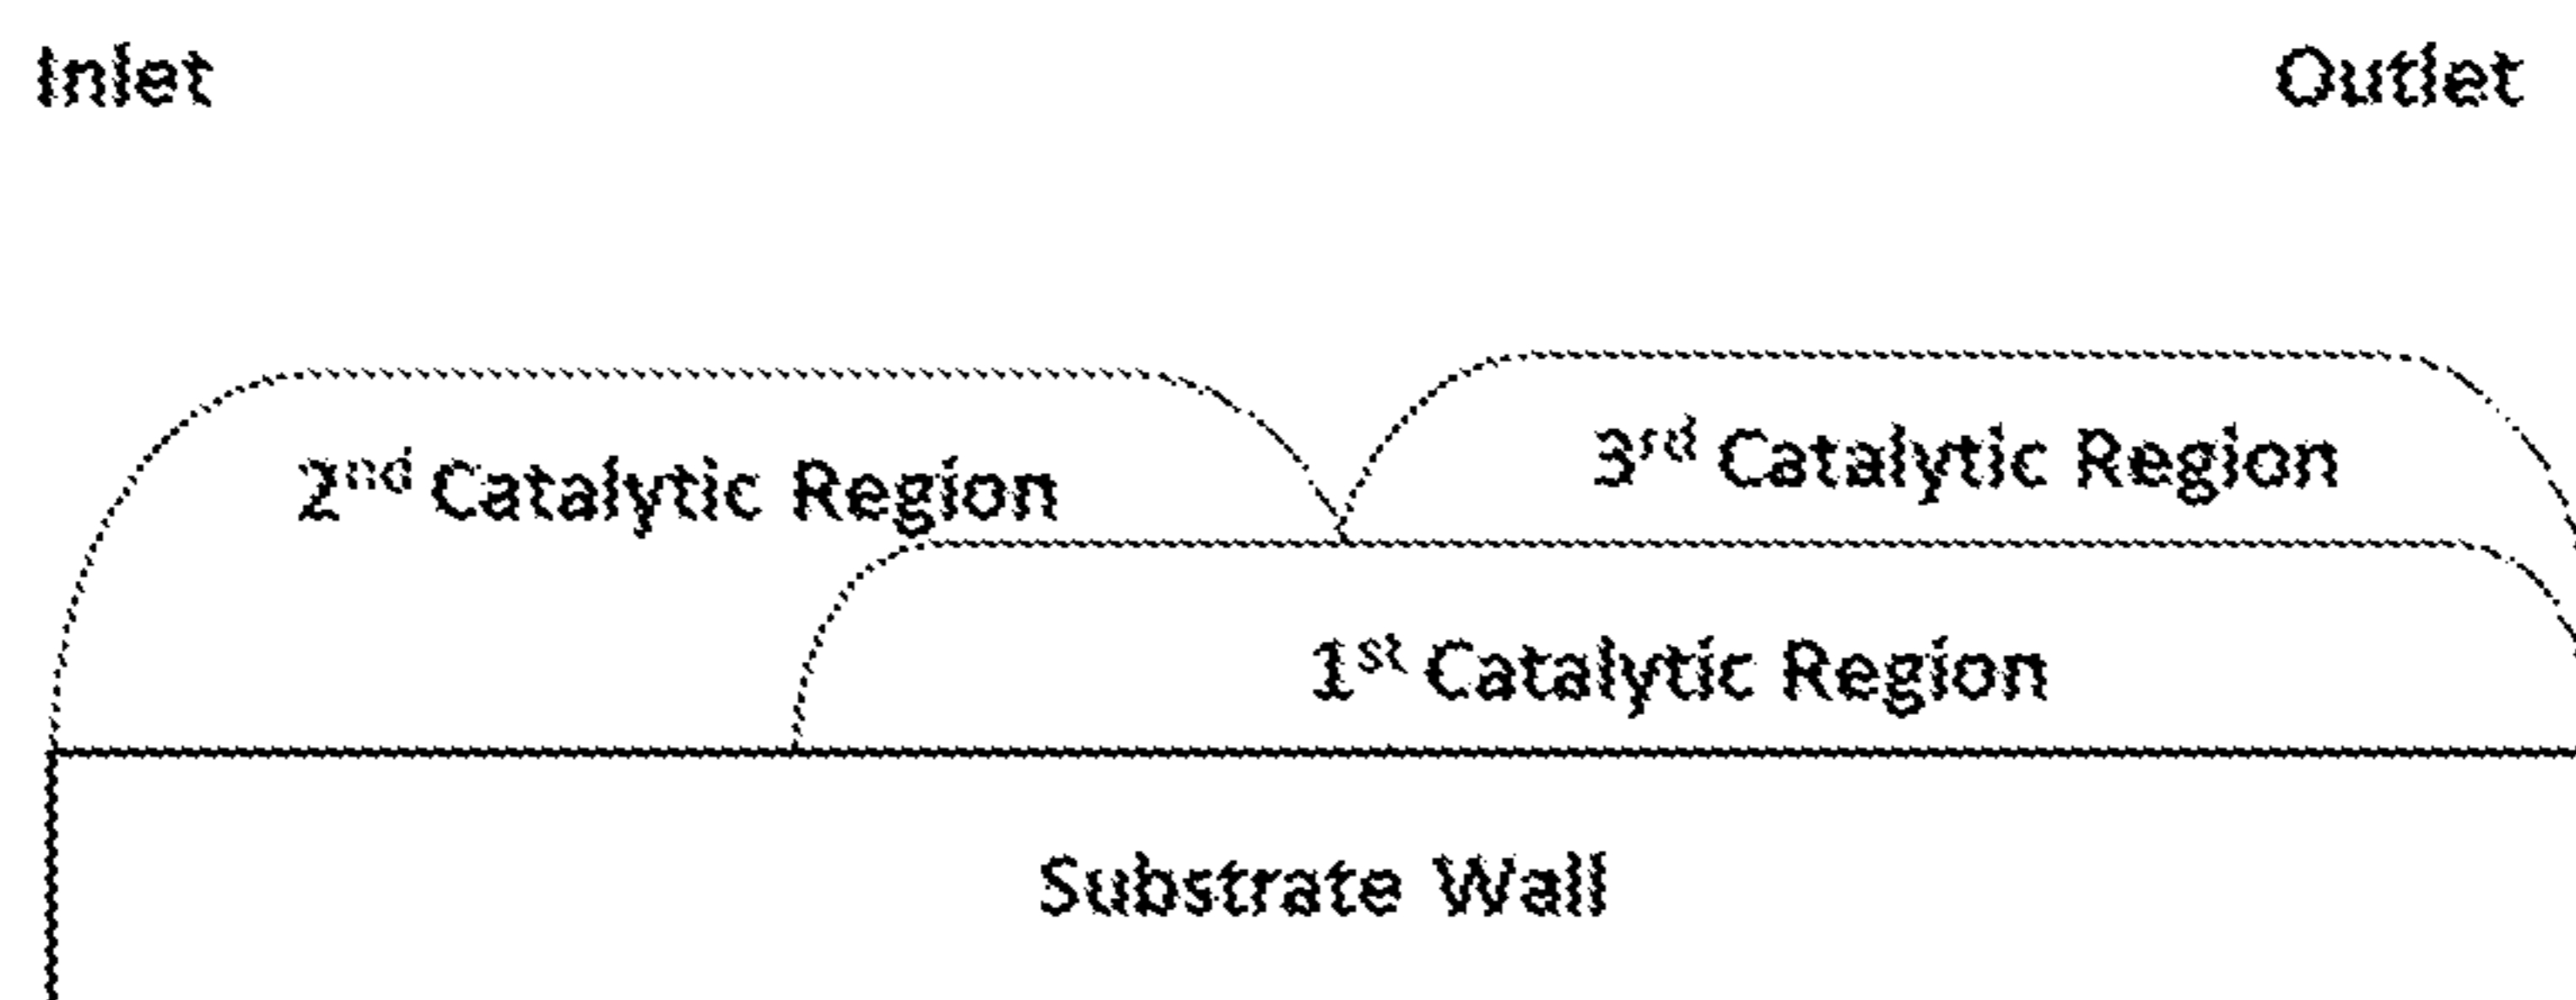 Inlet
Outlet
2nd Catalytic Region
3rd Catalytic Region
1st Catalytic Region
Substrate Wall